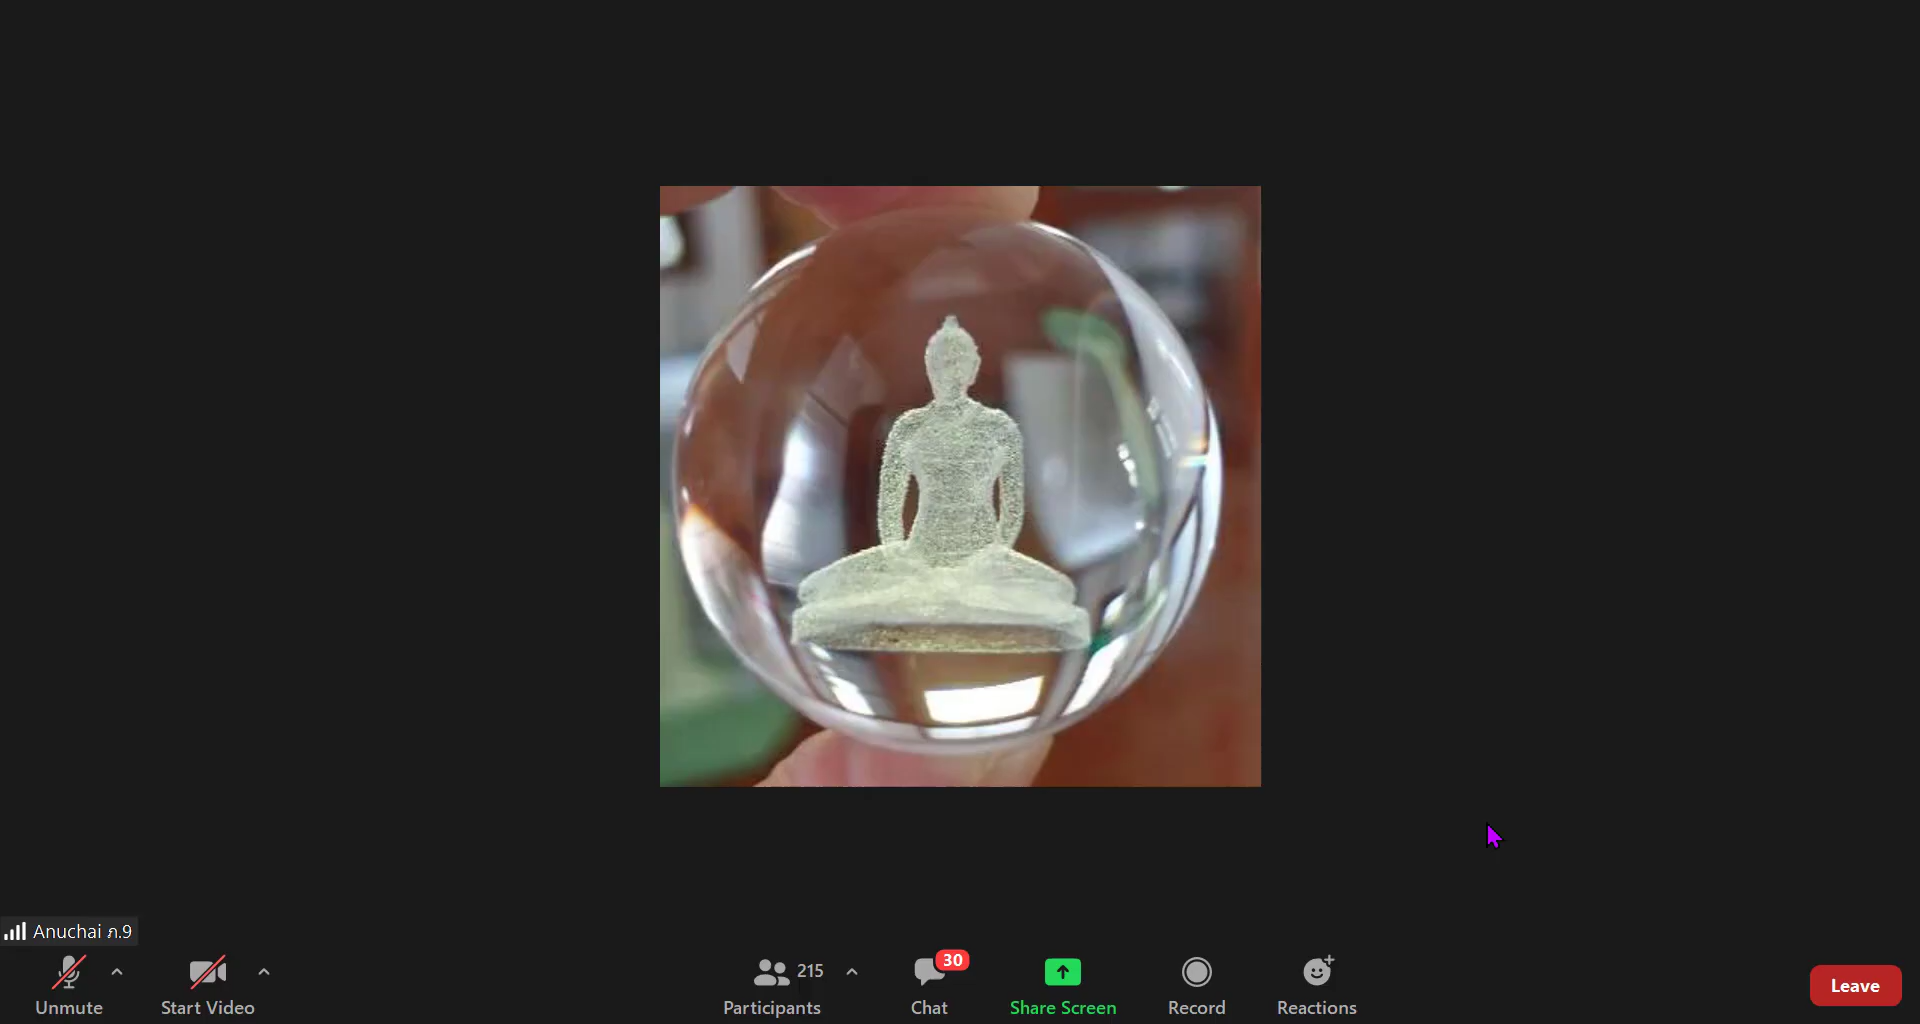 Anuchai ภ.9
215
30
Unmute
Start Video
Participants
Chat
Share Screen
Record
Reactions
Leave